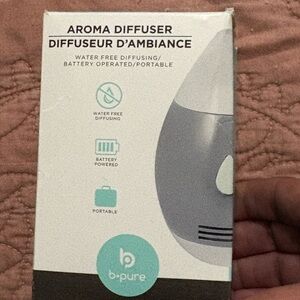 AROMA DIFFUSER
DIFFUSEUR D'AMBIANCE
WATER FREE DIFFUSING/
BATTERY OPERATED/PORTABLE
WATER FREE
DIFFUSING
BATTERY
POWERED
PORTABLE
b
b•pure